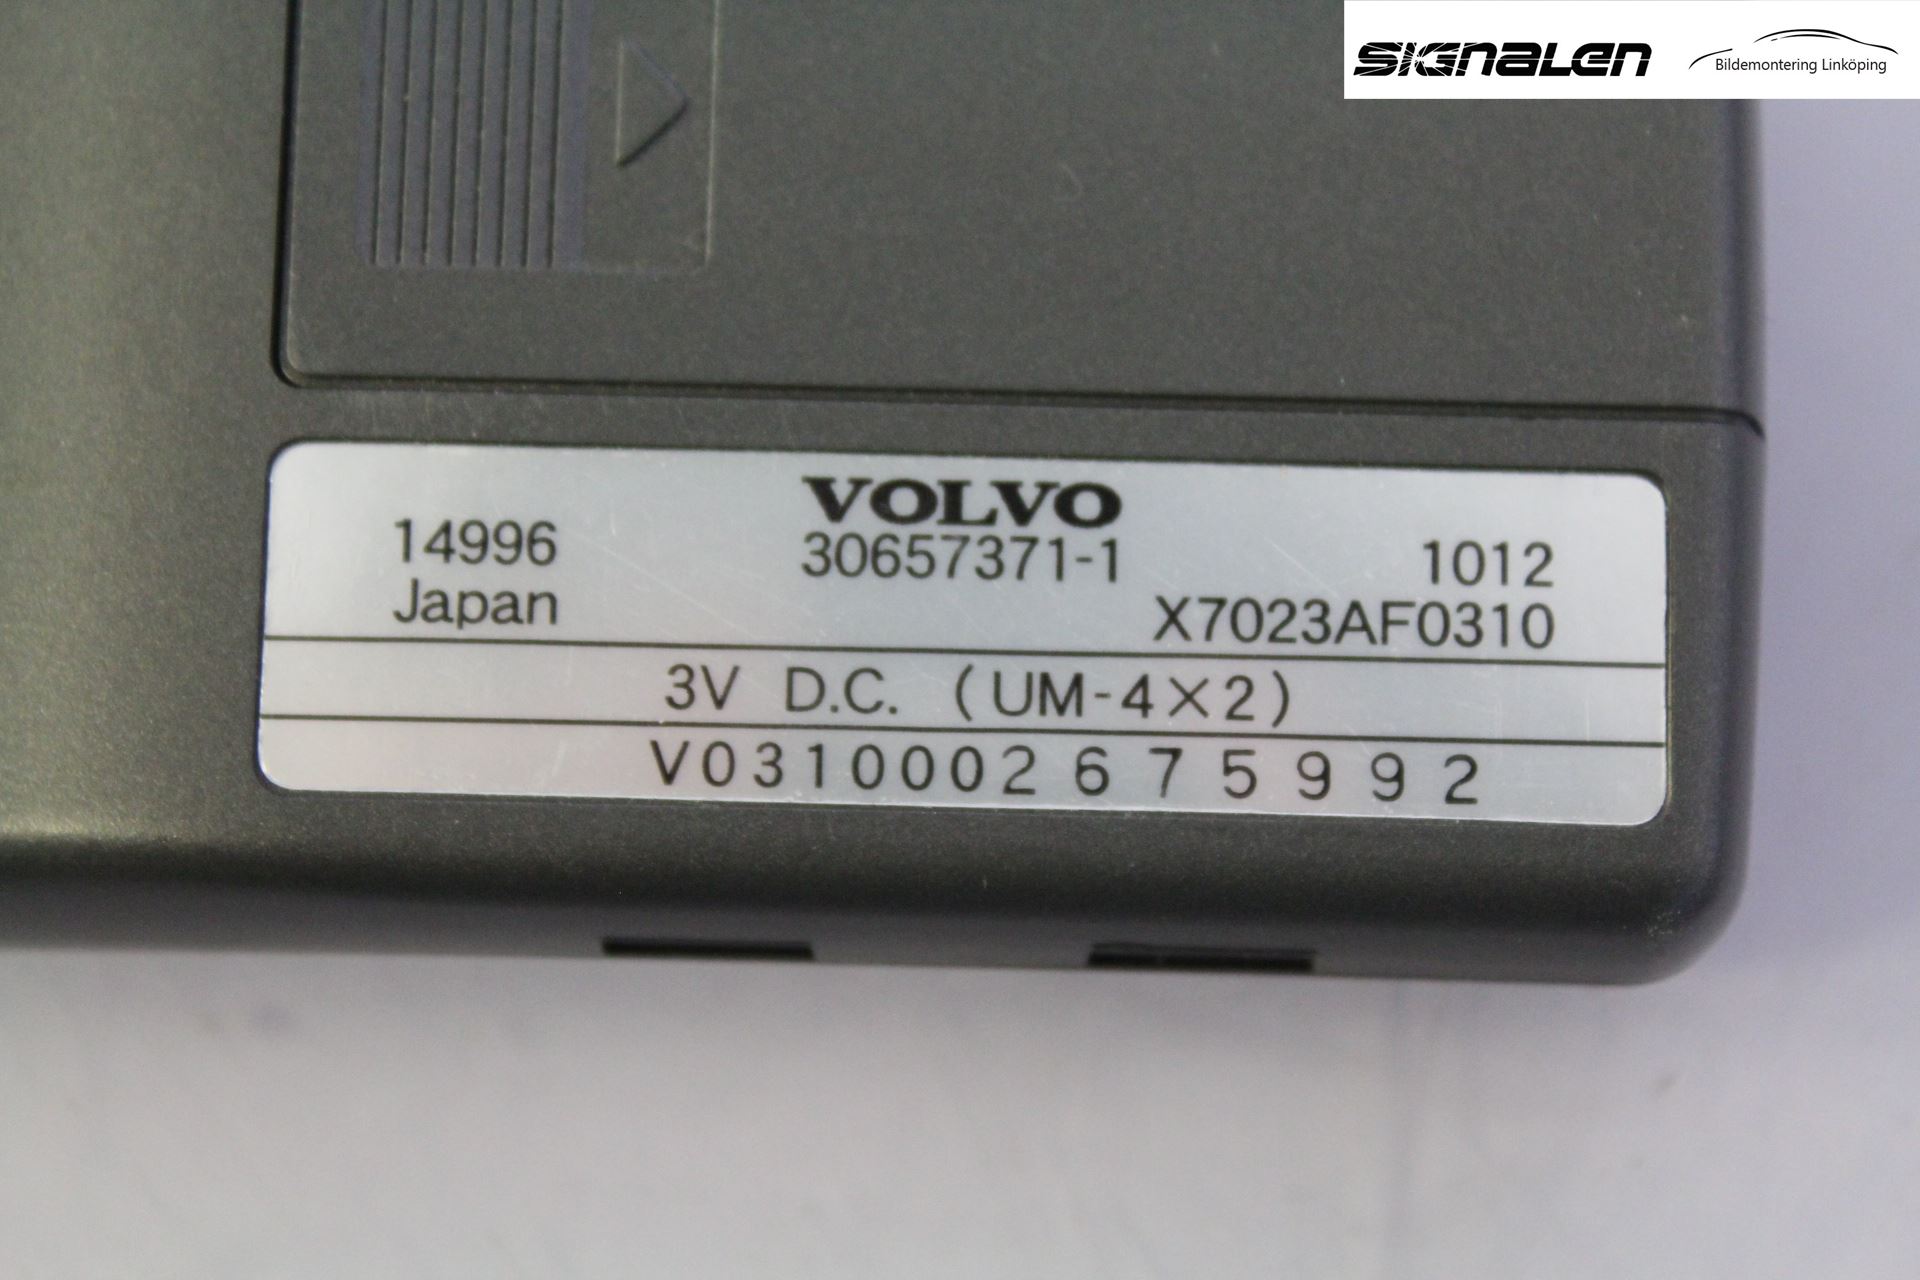 SIGNALEN
Bildemontering Linköping
VOLVO
14996 30657371-1 1012
Japan X7023AF0310
3V D.C. (UM-4×2)
V0310002675992